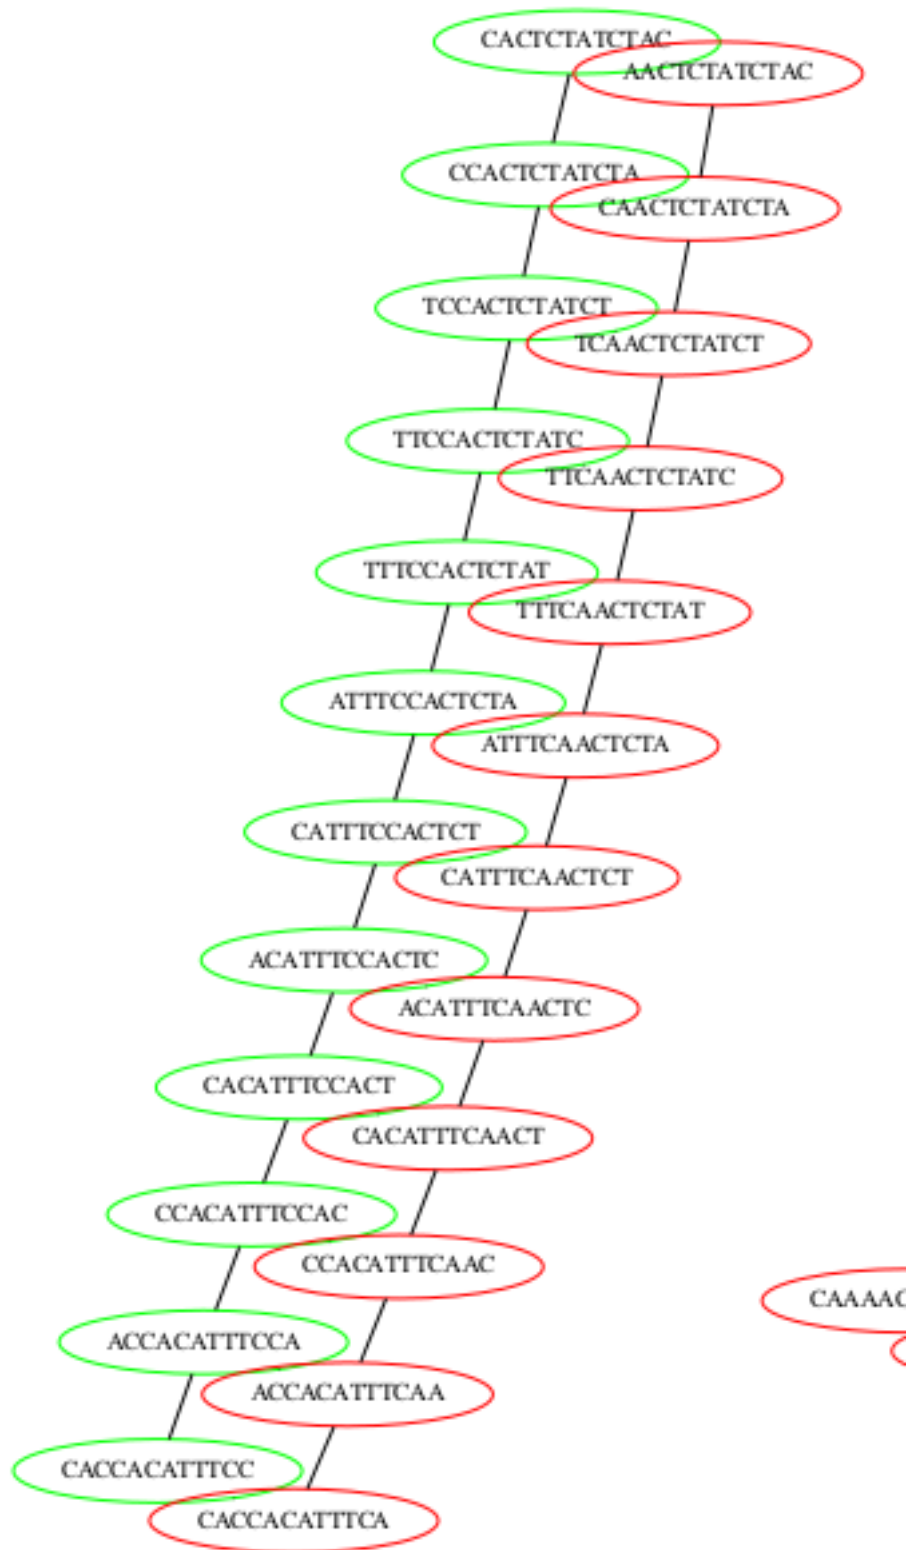 CACTCTATCTAC
AACTCTATCTAC
CCACTCTATCTA
CAACTCTATCTA
TCCACTCTATCT
TCAACTCTATCT
TTCCACTCTATC
TTCAACTCTATC
TTTCCACTCTAT
TTTCAACTCTAT
ATTTCCACTCTA
ATTTCAACTCTA
CATTTCCACTCT
CATTTCAACTCT
ACATTTCCACTC
ACATTTCAACTC
CACATTTCCACT
CACATTTCAACT
CCACATTTCCAC
CCACATTTCAAC
CAAAAC
ACCACATTTCCA
ACCACATTTCAA
CACCACATTTCC
CACCACATTTCA